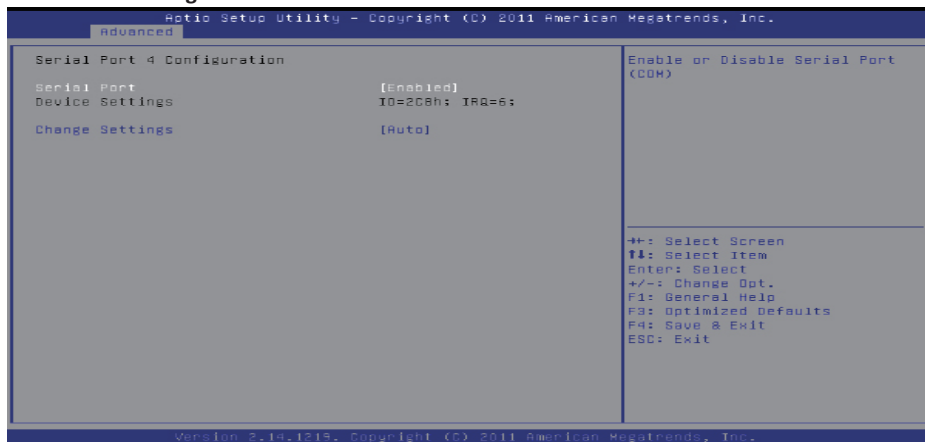 Aptio Setup Utility – Copyright (C) 2011 American Megatrends, Inc.
Advanced
Serial Port 4 Configuration
Serial Port [Enabled]
Device Settings IO=2C8h; IRQ=6;
Change Settings [Auto]
Enable or Disable Serial Port
(COM)
→←: Select Screen
↑↓: Select Item
Enter: Select
+/-: Change Opt.
F1: General Help
F3: Optimized Defaults
F4: Save & Exit
ESC: Exit
Version 2.14.1219. Copyright (C) 2011 American Megatrends, Inc.